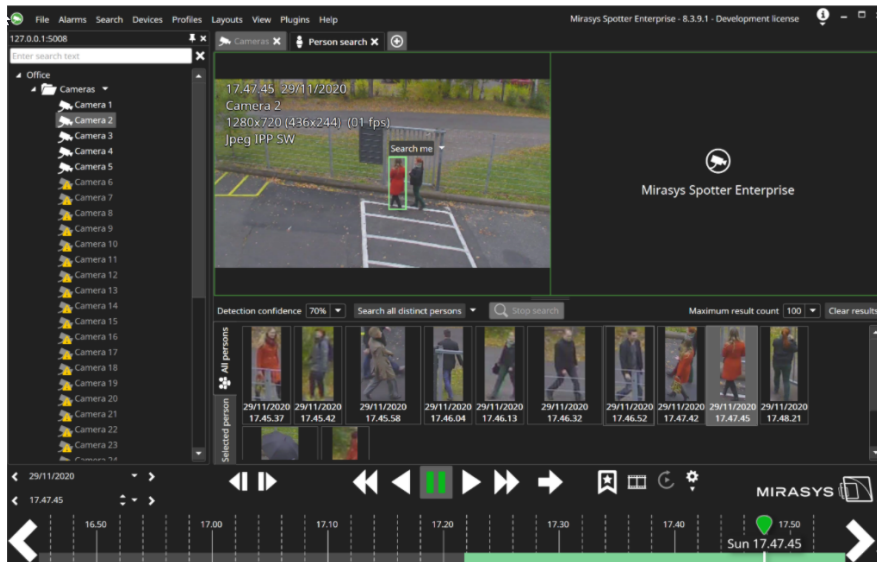 File Alarms Search Devices Profiles Layouts View Plugins Help
Mirasys Spotter Enterprise - 8.3.9.1 - Development license
127.0.0.1:5008
Cameras
Person search
Enter search text
Office
Cameras
Camera 1
Camera 2
Camera 3
Camera 4
Camera 5
Camera 6
Camera 7
Camera 8
Camera 9
Camera 10
Camera 11
Camera 12
Camera 13
Camera 14
Camera 15
Camera 16
Camera 17
Camera 18
Camera 19
Camera 20
Camera 21
Camera 22
Camera 23
Camera 24
17.47.45 29/11/2020
Camera 2
1280x720 (436x244) (01 fps)
Jpeg IPP SW
Search me
Mirasys Spotter Enterprise
Detection confidence 70% Search all distinct persons Stop search Maximum result count 100 Clear results
All persons
Selected person
29/11/2020 29/11/2020 29/11/2020 29/11/2020 29/11/2020 29/11/2020 29/11/2020 29/11/2020 29/11/2020 29/11/2020
17.45.37 17.45.42 17.45.58 17.46.04 17.46.13 17.46.32 17.46.52 17.47.42 17.47.45 17.48.21
29/11/2020
17.47.45
MIRASYS
16.50 17.00 17.10 17.20 17.30 17.40 17.50
Sun 17.47.45